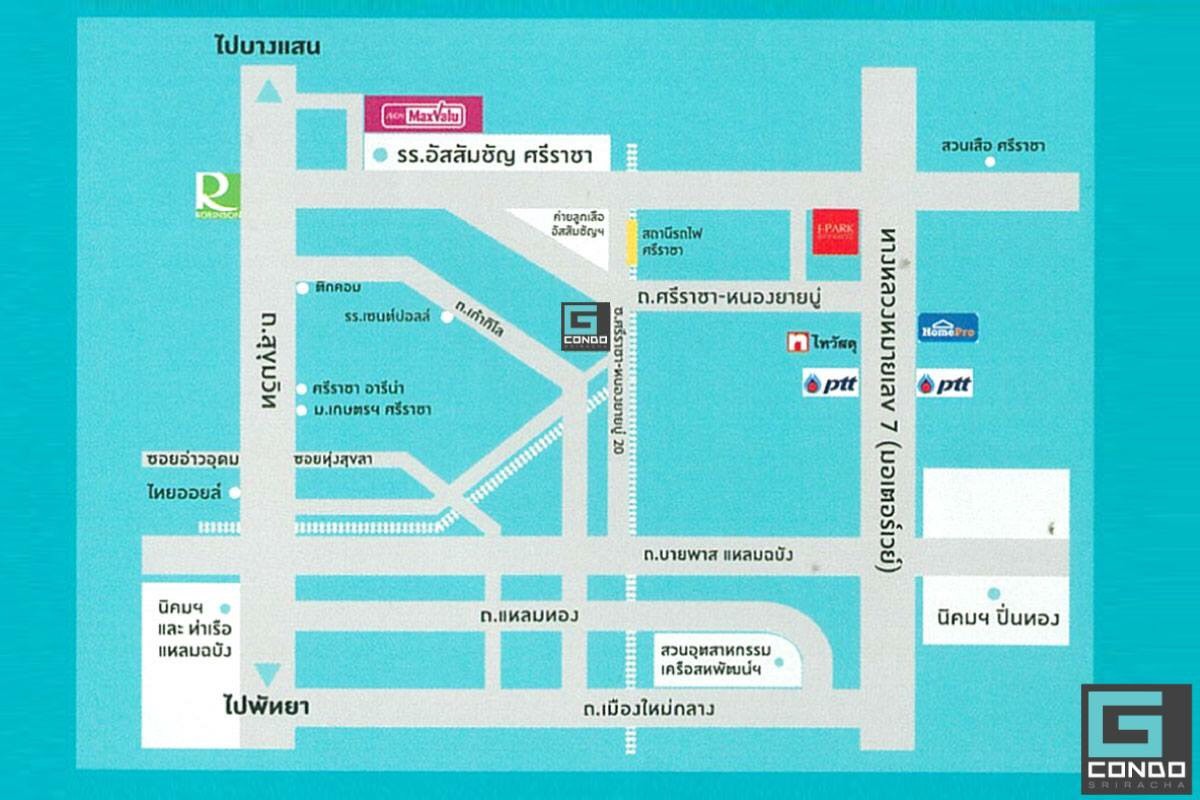 ไปบางแสน
AEON MaxValu
รร.อัสสัมชัญ ศรีราชา
สวนเสือ ศรีราชา
R
ROBINSON
ค่ายลูกเสือ
อัสสัมชัญฯ
สถานีรถไฟ
ศรีราชา
J-PARK
ตึกคอม
รร.เซนต์ปอลล์
ถ.เก้ากิโล
G
CONDO
SRIRACHA
ถ.ศรีราชา-หนองยายบู่
ซ.ศรีราชา-หนองยายบู่ 20
ไทวัสดุ
HomePro
ptt
ptt
ถ.สุขุมวิท
ทางหลวงหมายเลข 7 (มอเตอร์เวย์)
ศรีราชา อารีน่า
ม.เกษตรฯ ศรีราชา
ซอยอ่าวอุดม
ซอยทุ่งสุขลา
ไทยออยล์
ถ.บายพาส แหลมฉบัง
นิคมฯ
และ ท่าเรือ
แหลมฉบัง
ถ.แหลมทอง
นิคมฯ ปิ่นทอง
สวนอุตสาหกรรม
เครือสหพัฒน์ฯ
ไปพัทยา
ถ.เมืองใหม่กลาง
G
CONDO
SRIRACHA